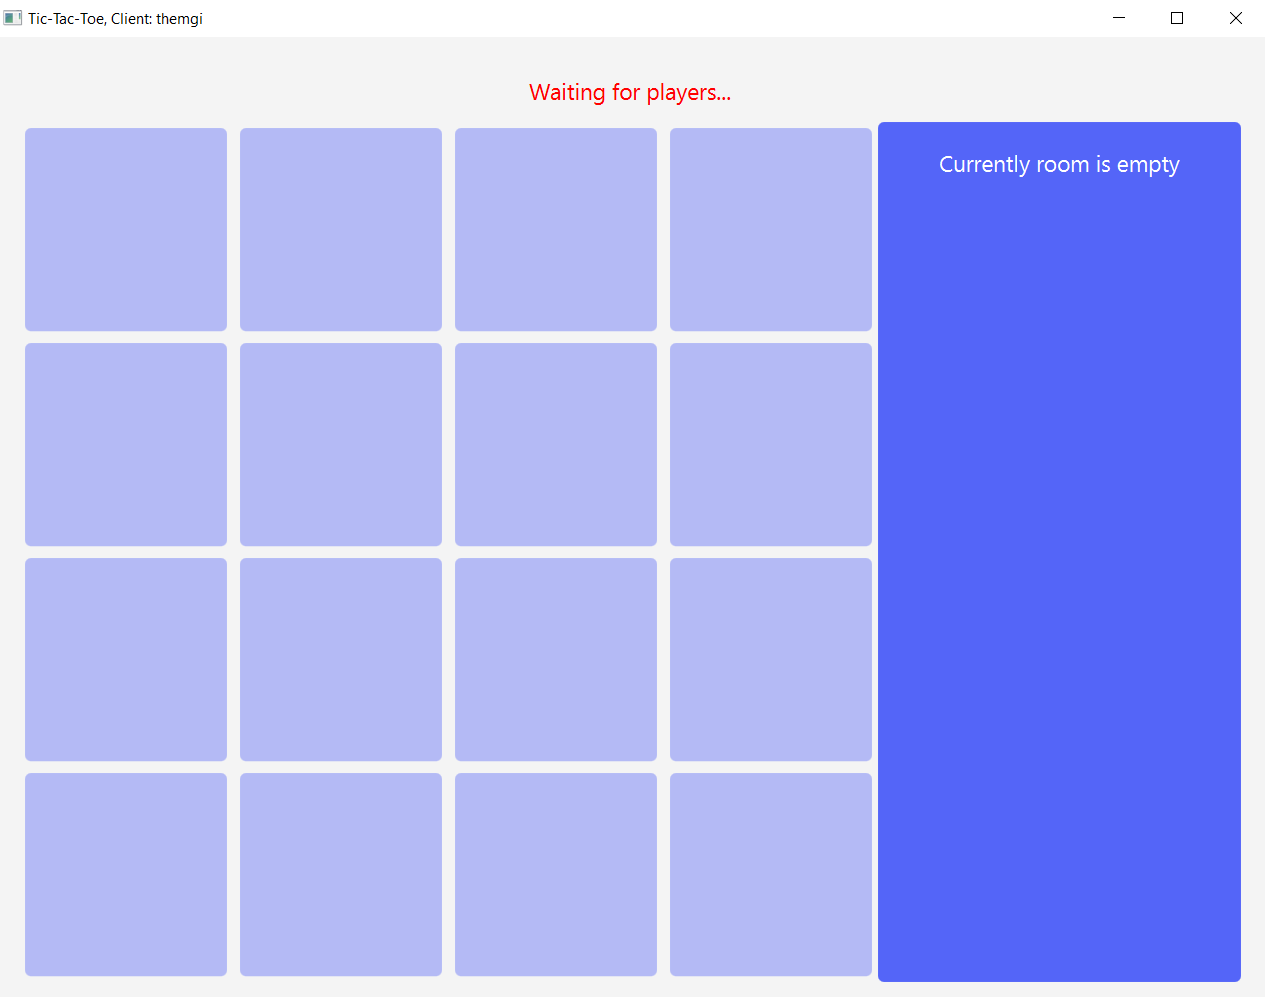 Tic-Tac-Toe, Client: themgi
Waiting for players...
Currently room is empty